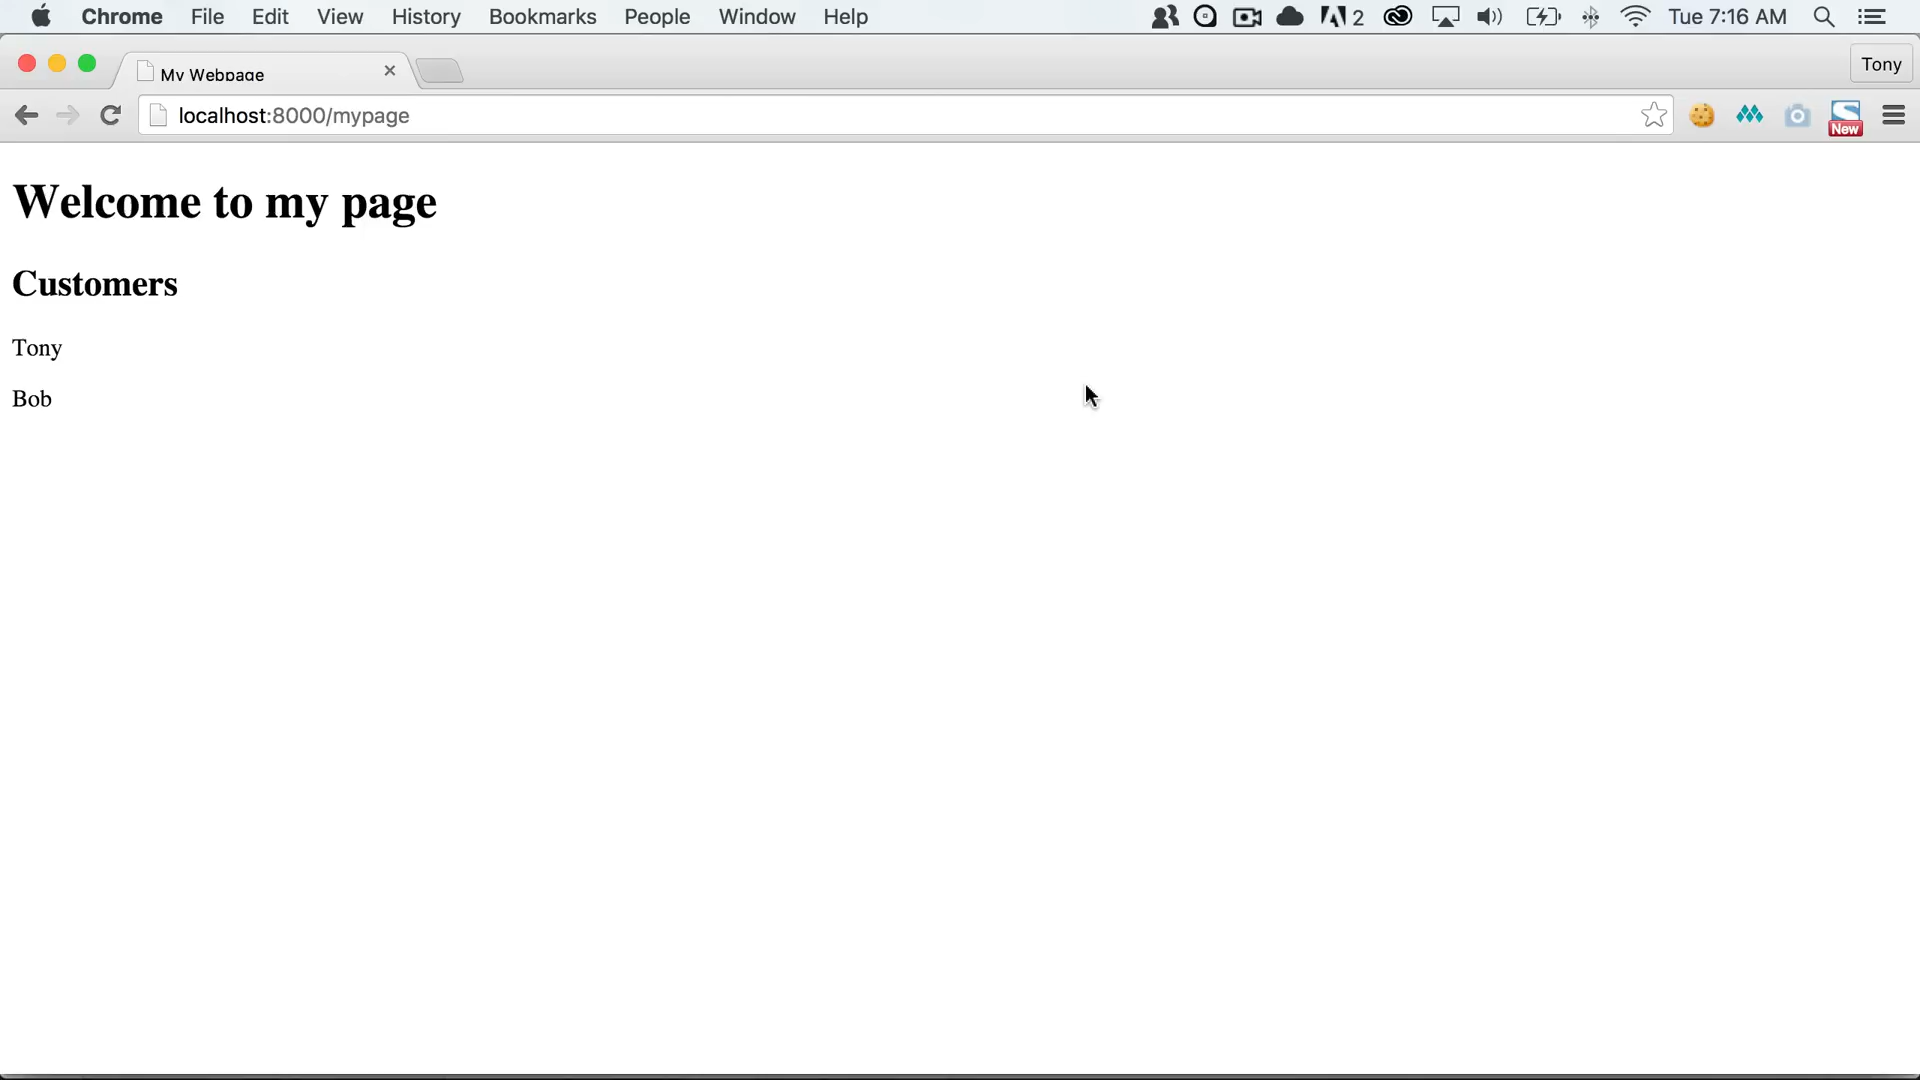 Chrome File Edit View History Bookmarks People Window Help 2 Tue 7:16 AM
My Webpage Tony
localhost:8000/mypage New
Welcome to my page
Customers
Tony
Bob